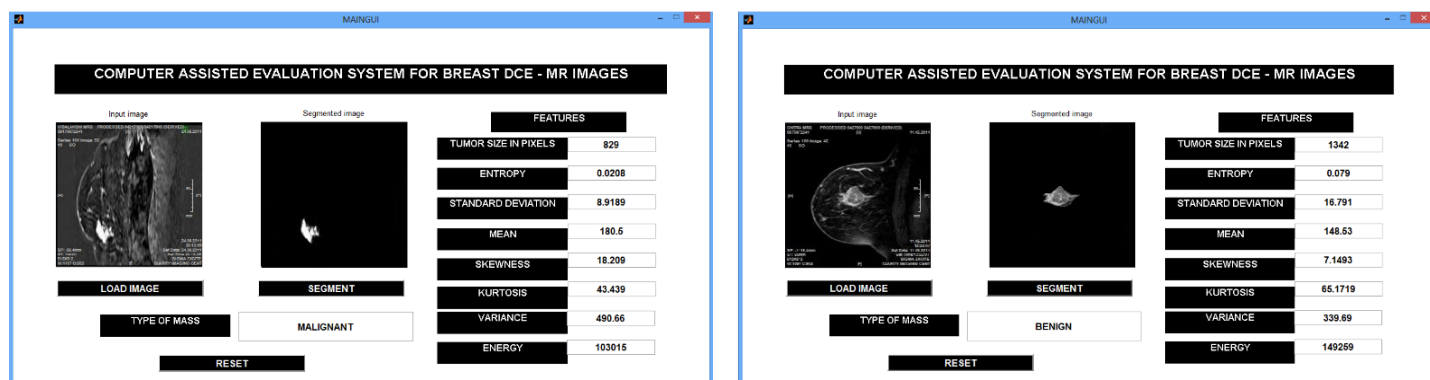 MAINGUI
COMPUTER ASSISTED EVALUATION SYSTEM FOR BREAST DCE - MR IMAGES
Input image
Segmented image
FEATURES
TUMOR SIZE IN PIXELS 829
ENTROPY 0.0208
STANDARD DEVIATION 8.9189
MEAN 180.5
SKEWNESS 18.209
KURTOSIS 43.439
VARIANCE 490.66
ENERGY 103015
LOAD IMAGE
SEGMENT
TYPE OF MASS
MALIGNANT
RESET
MAINGUI
COMPUTER ASSISTED EVALUATION SYSTEM FOR BREAST DCE - MR IMAGES
Input image
Segmented image
FEATURES
TUMOR SIZE IN PIXELS 1342
ENTROPY 0.079
STANDARD DEVIATION 16.791
MEAN 148.53
SKEWNESS 7.1493
KURTOSIS 65.1719
VARIANCE 339.69
ENERGY 149259
LOAD IMAGE
SEGMENT
TYPE OF MASS
BENIGN
RESET